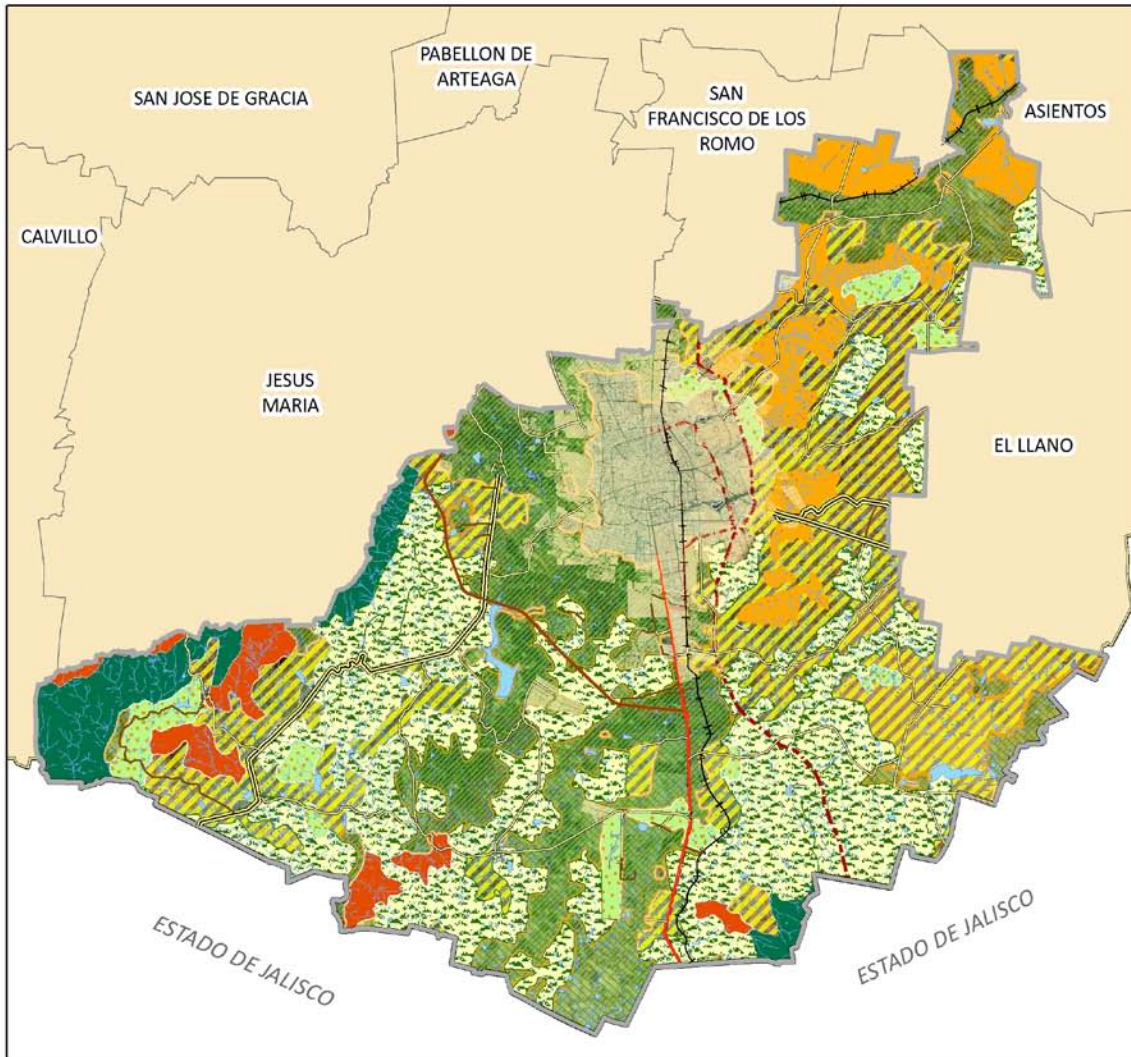 PABELLON DE
ARTEAGA
SAN JOSE DE GRACIA
SAN
FRANCISCO DE LOS
ROMO
ASIENTOS
CALVILLO
JESUS
MARIA
EL LLANO
ESTADO DE JALISCO
ESTADO DE JALISCO